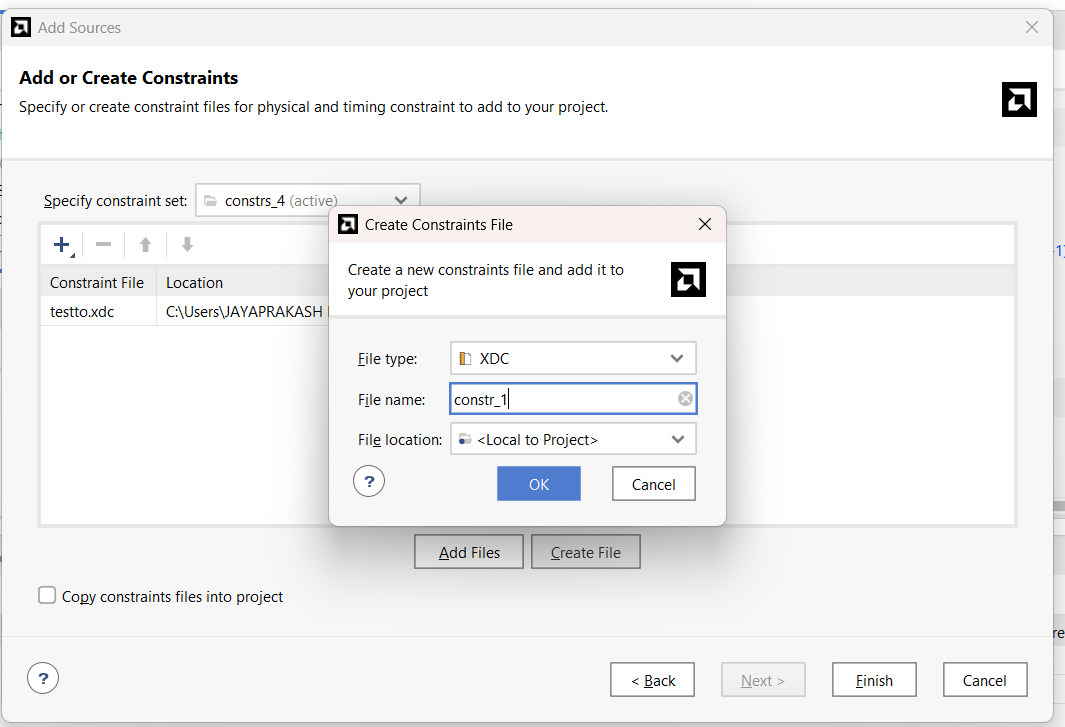 Add Sources
Add or Create Constraints
Specify or create constraint files for physical and timing constraint to add to your project.
Specify constraint set: constrs_4 (active)
Create Constraints File
Create a new constraints file and add it to
your project
Constraint File Location
testto.xdc C:\Users\JAYAPRAKASH
File type: XDC
File name: constr_1
File location: <Local to Project>
? OK Cancel
Add Files Create File
Copy constraints files into project
? < Back Next > Finish Cancel